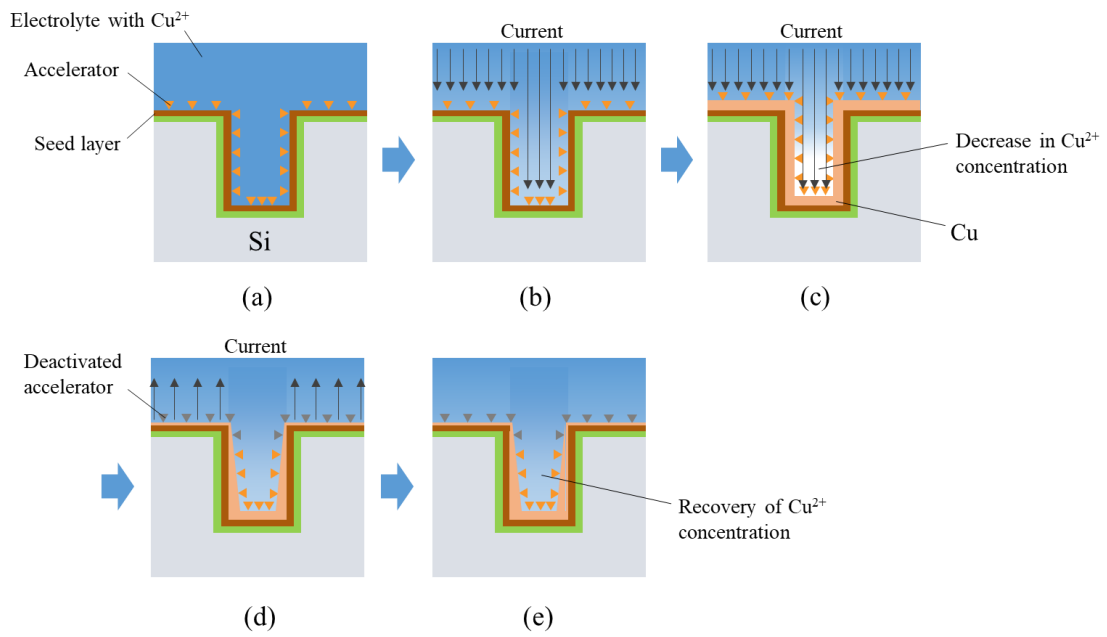 Electrolyte with Cu²⁺
Accelerator
Seed layer
Si
(a)
Current
(b)
Current
Decrease in Cu²⁺
concentration
Cu
(c)
Deactivated
accelerator
Current
(d)
Recovery of Cu²⁺
concentration
(e)